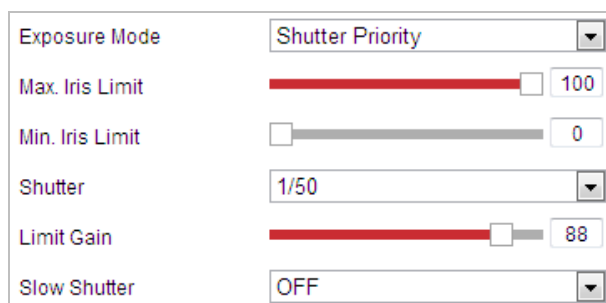 Exposure Mode Shutter Priority
Max. Iris Limit 100
Min. Iris Limit 0
Shutter 1/50
Limit Gain 88
Slow Shutter OFF